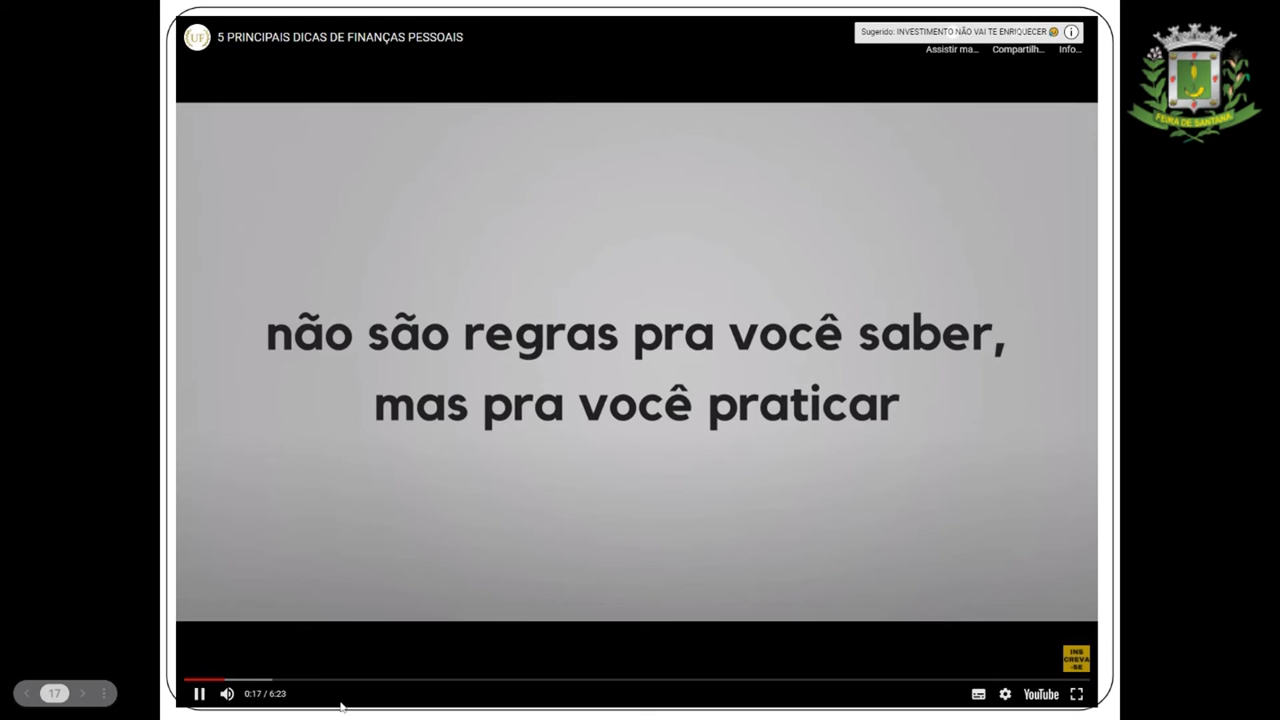 UF
5 PRINCIPAIS DICAS DE FINANÇAS PESSOAIS
Sugerido: INVESTIMENTO NÃO VAI TE ENRIQUECER 🤣
Assistir ma...
Compartilh...
Info...
FEIRA DE SANTANA
não são regras pra você saber,
mas pra você praticar
INS
CREVA
-SE
17
0:17 / 6:23
YouTube